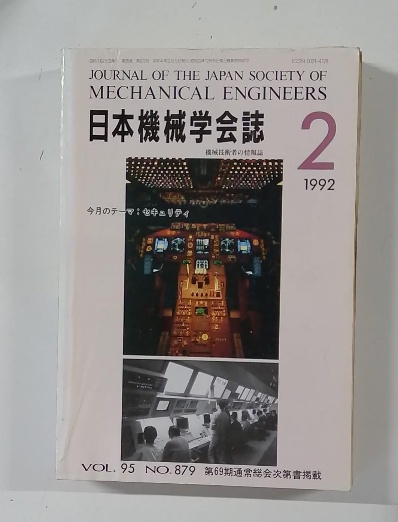 JOURNAL OF THE JAPAN SOCIETY OF
MECHANICAL ENGINEERS
日本機械学会誌
機械技術者の情報誌
2
1992
今月のテーマ:セキュリティ
VOL. 95 NO. 879 第69期通常総会次第書掲載